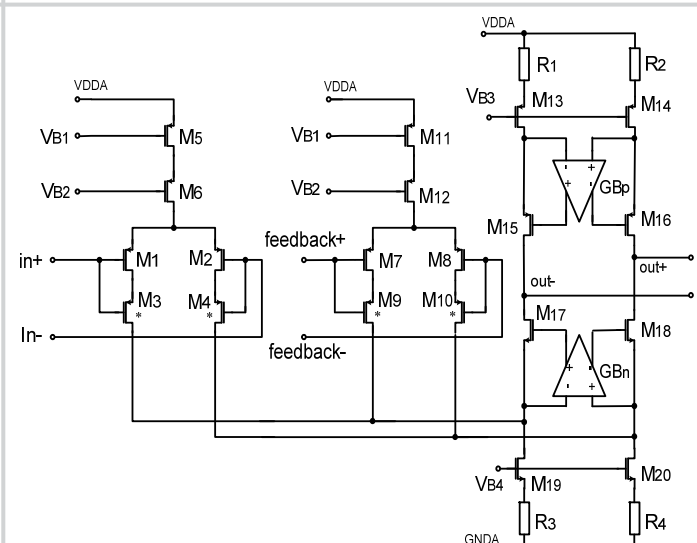 VDDA
R1
R2
VB3
M13
M14
VDDA
VDDA
VB1
M5
VB1
M11
VB2
M6
VB2
M12
- -
+ +
GBp
M15
M16
in+
M1
M2
feedback+
M7
M8
M3
*
M4
*
M9
*
M10
*
out-
out+
In-
feedback-
M17
M18
+ +
- -
GBn
VB4
M19
M20
R3
R4
GNDA